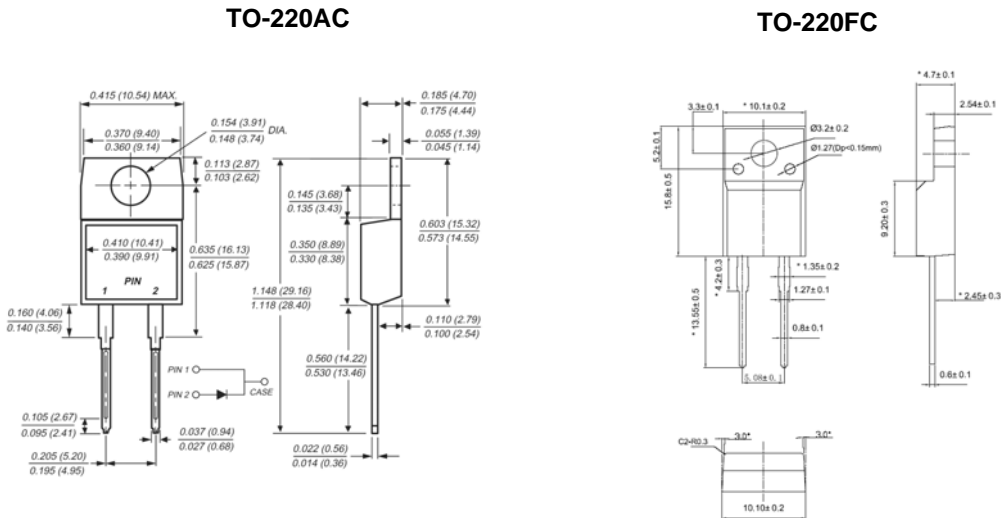 TO-220AC
0.415 (10.54) MAX.
0.370 (9.40)
0.360 (9.14)
0.154 (3.91)
0.148 (3.74)
DIA.
0.113 (2.87)
0.103 (2.62)
0.410 (10.41)
0.390 (9.91)
PIN
1 2
0.635 (16.13)
0.625 (15.87)
0.160 (4.06)
0.140 (3.56)
PIN 1
PIN 2
CASE
0.105 (2.67)
0.095 (2.41)
0.037 (0.94)
0.027 (0.68)
0.205 (5.20)
0.195 (4.95)
0.185 (4.70)
0.175 (4.44)
0.055 (1.39)
0.045 (1.14)
0.145 (3.68)
0.135 (3.43)
0.350 (8.89)
0.330 (8.38)
0.603 (15.32)
0.573 (14.55)
1.148 (29.16)
1.118 (28.40)
0.110 (2.79)
0.100 (2.54)
0.560 (14.22)
0.530 (13.46)
0.022 (0.56)
0.014 (0.36)
TO-220FC
* 10.1± 0.2
3.3± 0.1
5.2± 0.1
Ø3.2± 0.2
Ø1.27(Dp<0.15mm)
15.8± 0.5
* 4.2± 0.3
* 13.55± 0.5
* 1.35± 0.2
1.27± 0.1
0.8± 0.1
5.08± 0.
* 4.7± 0.1
2.54± 0.1
9.20± 0.3
* 2.45± 0.3
0.6± 0.1
C2-R0.3
3.0*
3.0*
10.10± 0.2